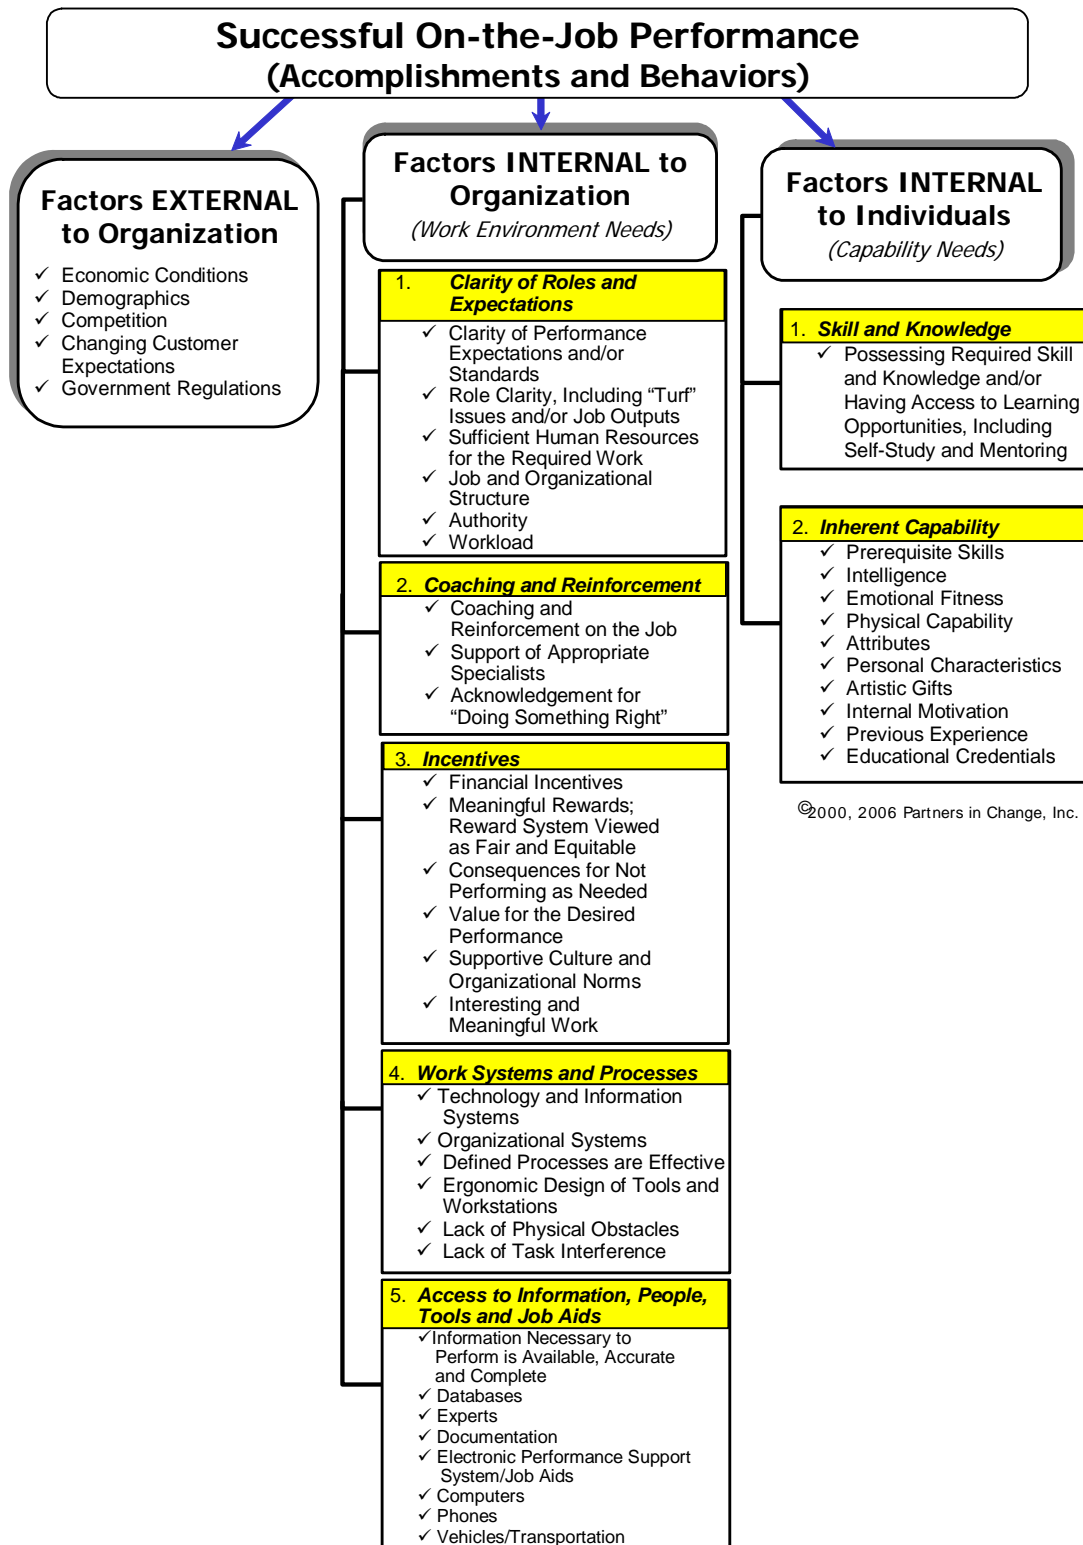 Successful On-the-Job Performance
(Accomplishments and Behaviors)
Factors EXTERNAL
to Organization
✓ Economic Conditions
✓ Demographics
✓ Competition
✓ Changing Customer
Expectations
✓ Government Regulations
Factors INTERNAL to
Organization
(Work Environment Needs)
1. Clarity of Roles and
Expectations
✓ Clarity of Performance
Expectations and/or
Standards
✓ Role Clarity, Including “Turf”
Issues and/or Job Outputs
✓ Sufficient Human Resources
for the Required Work
✓ Job and Organizational
Structure
✓ Authority
✓ Workload
2. Coaching and Reinforcement
✓ Coaching and
Reinforcement on the Job
✓ Support of Appropriate
Specialists
✓ Acknowledgement for
“Doing Something Right”
3. Incentives
✓ Financial Incentives
✓ Meaningful Rewards;
Reward System Viewed
as Fair and Equitable
✓ Consequences for Not
Performing as Needed
✓ Value for the Desired
Performance
✓ Supportive Culture and
Organizational Norms
✓ Interesting and
Meaningful Work
4. Work Systems and Processes
✓ Technology and Information
Systems
✓ Organizational Systems
✓ Defined Processes are Effective
✓ Ergonomic Design of Tools and
Workstations
✓ Lack of Physical Obstacles
✓ Lack of Task Interference
5. Access to Information, People,
Tools and Job Aids
✓Information Necessary to
Perform is Available, Accurate
and Complete
✓ Databases
✓ Experts
✓ Documentation
✓ Electronic Performance Support
System/Job Aids
✓ Computers
✓ Phones
✓ Vehicles/Transportation
Factors INTERNAL
to Individuals
(Capability Needs)
1. Skill and Knowledge
✓ Possessing Required Skill
and Knowledge and/or
Having Access to Learning
Opportunities, Including
Self-Study and Mentoring
2. Inherent Capability
✓ Prerequisite Skills
✓ Intelligence
✓ Emotional Fitness
✓ Physical Capability
✓ Attributes
✓ Personal Characteristics
✓ Artistic Gifts
✓ Internal Motivation
✓ Previous Experience
✓ Educational Credentials
©2000, 2006 Partners in Change, Inc.